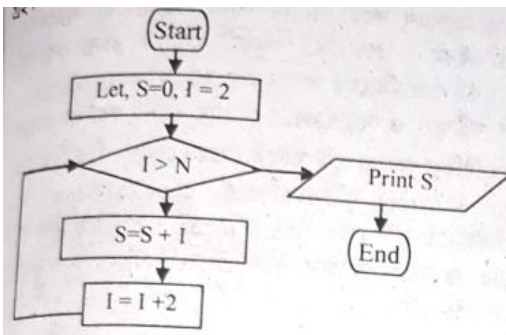 Start
Let, S=0, I = 2
I > N
Print S
S=S + I
End
I = I +2